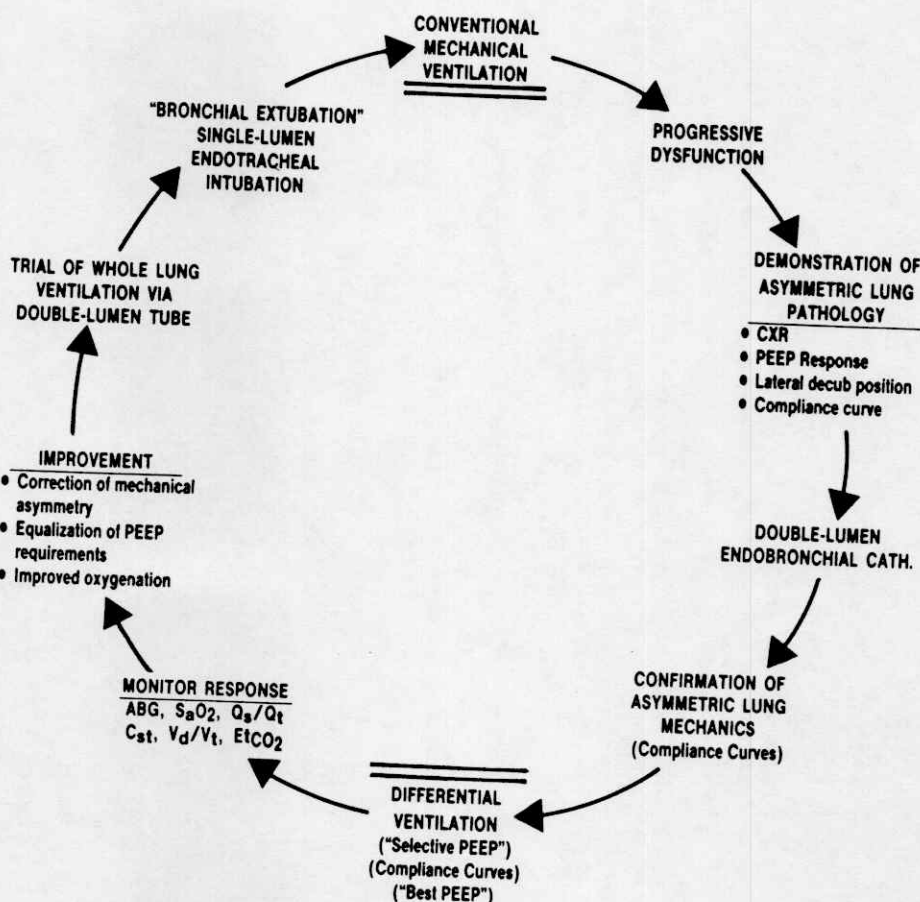 CONVENTIONAL
MECHANICAL
VENTILATION
PROGRESSIVE
DYSFUNCTION
DEMONSTRATION OF
ASYMMETRIC LUNG
PATHOLOGY
• CXR
• PEEP Response
• Lateral decub position
• Compliance curve
DOUBLE-LUMEN
ENDOBRONCHIAL CATH.
CONFIRMATION OF
ASYMMETRIC LUNG
MECHANICS
(Compliance Curves)
DIFFERENTIAL
VENTILATION
("Selective PEEP")
(Compliance Curves)
("Best PEEP")
MONITOR RESPONSE
ABG, SaO2, Qs/Qt
Cst, Vd/Vt, EtCO2
IMPROVEMENT
• Correction of mechanical
asymmetry
• Equalization of PEEP
requirements
• Improved oxygenation
TRIAL OF WHOLE LUNG
VENTILATION VIA
DOUBLE-LUMEN TUBE
"BRONCHIAL EXTUBATION"
SINGLE-LUMEN
ENDOTRACHEAL
INTUBATION